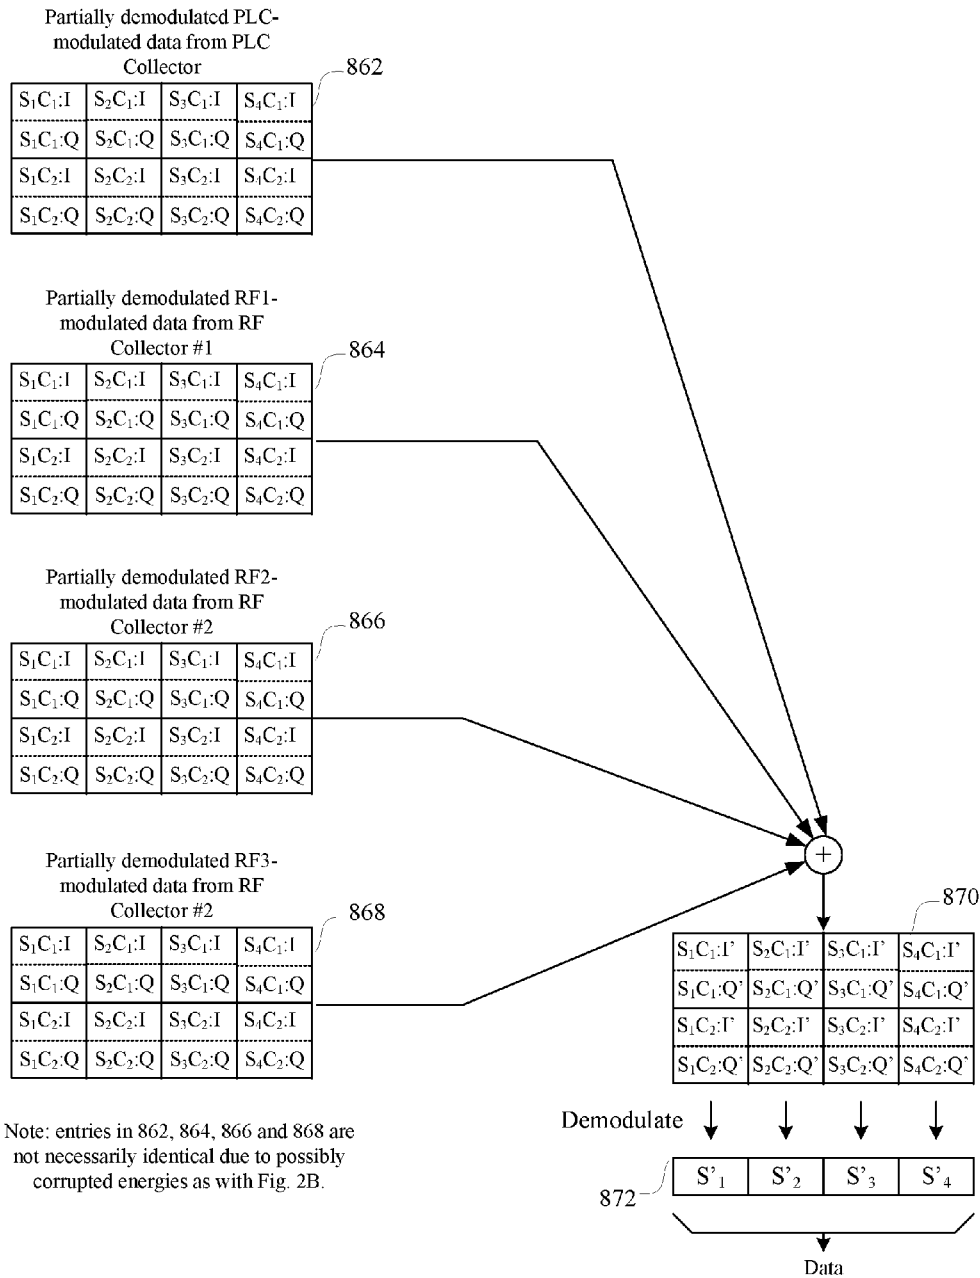 Partially demodulated PLC-
modulated data from PLC
Collector
862
S₁C₁:I S₂C₁:I S₃C₁:I S₄C₁:I
S₁C₁:Q S₂C₁:Q S₃C₁:Q S₄C₁:Q
S₁C₂:I S₂C₂:I S₃C₂:I S₄C₂:I
S₁C₂:Q S₂C₂:Q S₃C₂:Q S₄C₂:Q
Partially demodulated RF1-
modulated data from RF
Collector #1
864
S₁C₁:I S₂C₁:I S₃C₁:I S₄C₁:I
S₁C₁:Q S₂C₁:Q S₃C₁:Q S₄C₁:Q
S₁C₂:I S₂C₂:I S₃C₂:I S₄C₂:I
S₁C₂:Q S₂C₂:Q S₃C₂:Q S₄C₂:Q
Partially demodulated RF2-
modulated data from RF
Collector #2
866
S₁C₁:I S₂C₁:I S₃C₁:I S₄C₁:I
S₁C₁:Q S₂C₁:Q S₃C₁:Q S₄C₁:Q
S₁C₂:I S₂C₂:I S₃C₂:I S₄C₂:I
S₁C₂:Q S₂C₂:Q S₃C₂:Q S₄C₂:Q
Partially demodulated RF3-
modulated data from RF
Collector #2
868
S₁C₁:I S₂C₁:I S₃C₁:I S₄C₁:I
S₁C₁:Q S₂C₁:Q S₃C₁:Q S₄C₁:Q
S₁C₂:I S₂C₂:I S₃C₂:I S₄C₂:I
S₁C₂:Q S₂C₂:Q S₃C₂:Q S₄C₂:Q
+
870
S₁C₁:I’ S₂C₁:I’ S₃C₁:I’ S₄C₁:I’
S₁C₁:Q’ S₂C₁:Q’ S₃C₁:Q’ S₄C₁:Q’
S₁C₂:I’ S₂C₂:I’ S₃C₂:I’ S₄C₂:I’
S₁C₂:Q’ S₂C₂:Q’ S₃C₂:Q’ S₄C₂:Q’
Note: entries in 862, 864, 866 and 868 are
not necessarily identical due to possibly
corrupted energies as with Fig. 2B.
Demodulate
872
S’₁ S’₂ S’₃ S’₄
Data